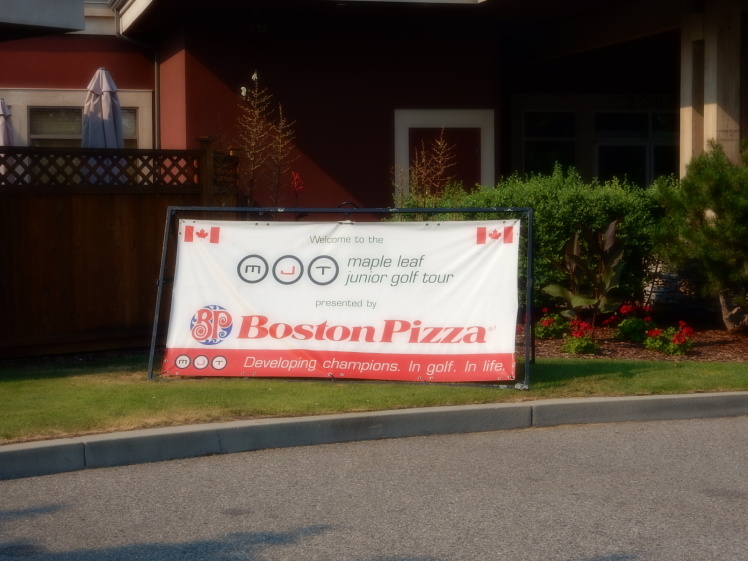 Welcome to the
MJT maple leaf
junior golf tour
presented by
BP Boston Pizza
MJT Developing champions. In golf. In life.